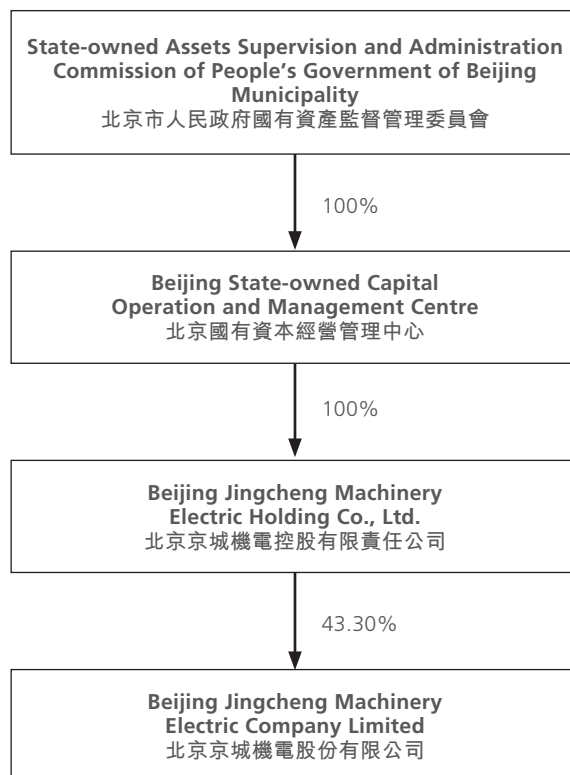 State-owned Assets Supervision and Administration
Commission of People's Government of Beijing
Municipality
北京市人民政府國有資產監督管理委員會
100%
Beijing State-owned Capital
Operation and Management Centre
北京國有資本經營管理中心
100%
Beijing Jingcheng Machinery
Electric Holding Co., Ltd.
北京京城機電控股有限責任公司
43.30%
Beijing Jingcheng Machinery
Electric Company Limited
北京京城機電股份有限公司